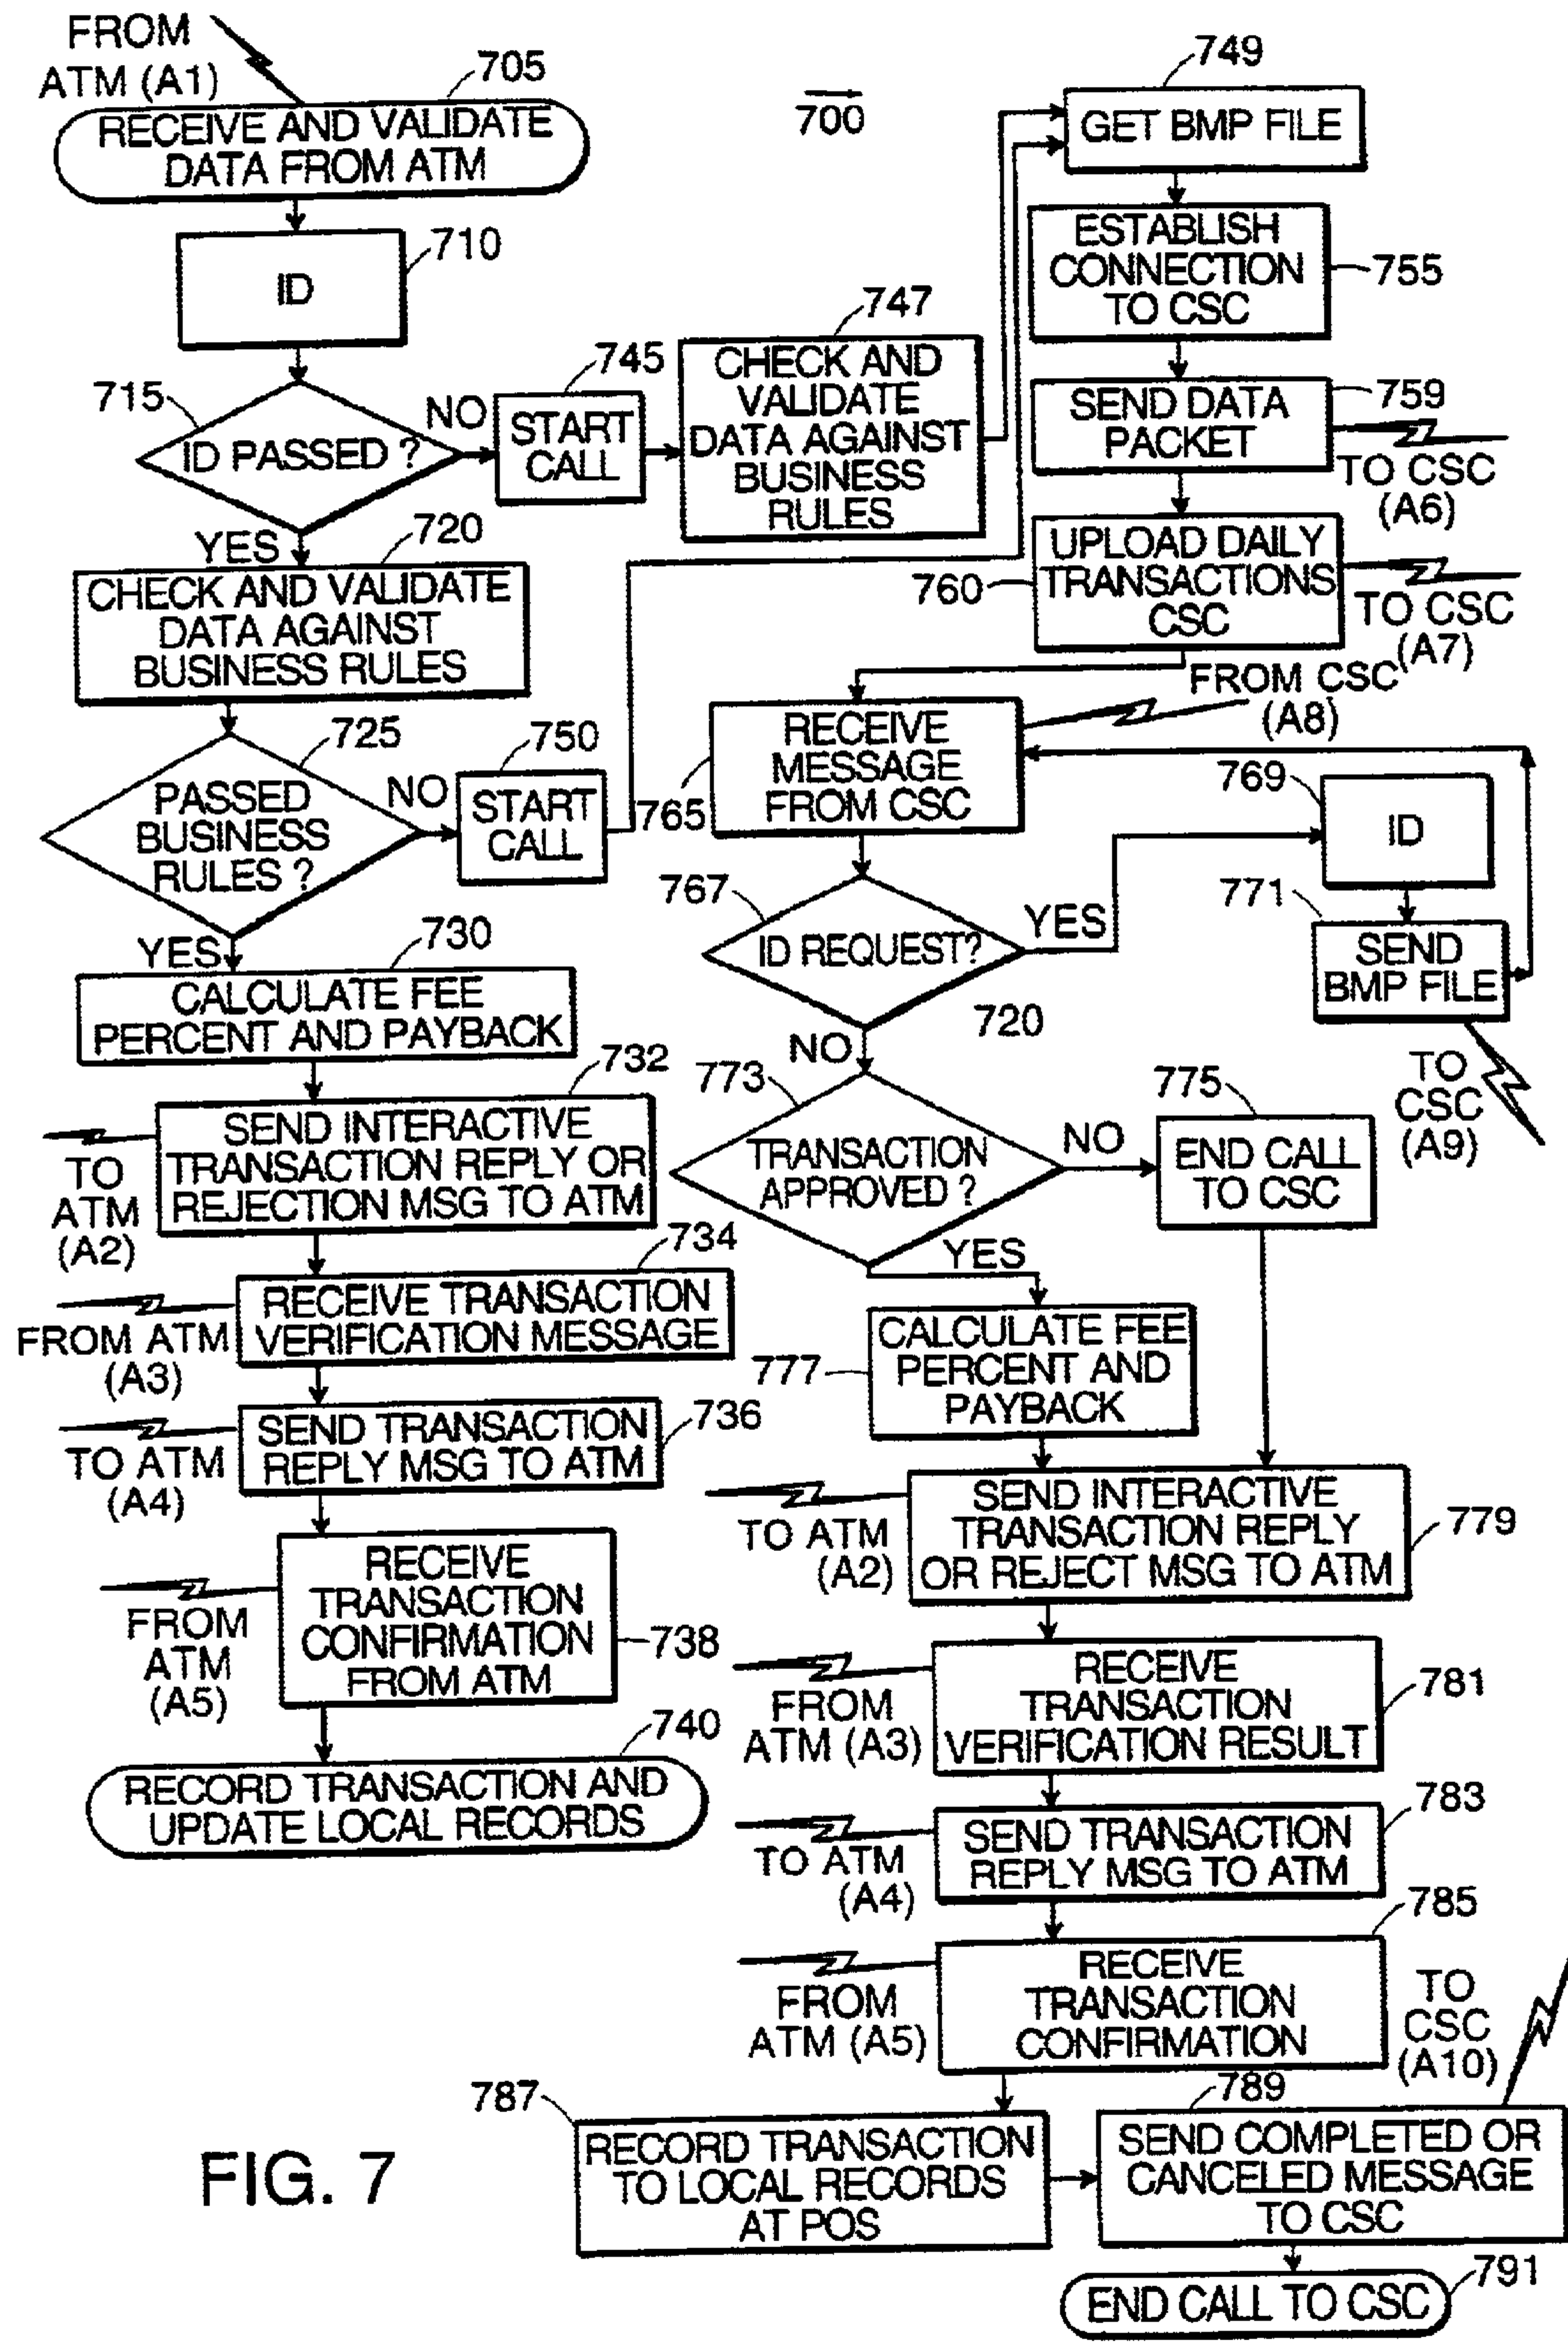 FROM
ATM (A1)
705
RECEIVE AND VALIDATE
DATA FROM ATM
710
ID
715
ID PASSED ?
NO
YES
745
START
CALL
747
CHECK AND
VALIDATE
DATA AGAINST
BUSINESS
RULES
720
CHECK AND VALIDATE
DATA AGAINST
BUSINESS RULES
725
PASSED
BUSINESS
RULES ?
NO
YES
750
START
CALL
730
CALCULATE FEE
PERCENT AND PAYBACK
732
SEND INTERACTIVE
TRANSACTION REPLY OR
REJECTION MSG TO ATM
TO
ATM
(A2)
734
RECEIVE TRANSACTION
VERIFICATION MESSAGE
FROM ATM
(A3)
736
SEND TRANSACTION
REPLY MSG TO ATM
TO ATM
(A4)
RECEIVE
TRANSACTION
CONFIRMATION
FROM ATM
738
FROM
ATM
(A5)
740
RECORD TRANSACTION AND
UPDATE LOCAL RECORDS
700
749
GET BMP FILE
ESTABLISH
CONNECTION
TO CSC
755
SEND DATA
PACKET
759
TO CSC
(A6)
760
UPLOAD DAILY
TRANSACTIONS
CSC
TO CSC
(A7)
FROM CSC
(A8)
765
RECEIVE
MESSAGE
FROM CSC
767
ID REQUEST?
YES
NO
720
769
ID
771
SEND
BMP FILE
TO
CSC
(A9)
773
TRANSACTION
APPROVED ?
NO
YES
775
END CALL
TO CSC
777
CALCULATE FEE
PERCENT AND
PAYBACK
SEND INTERACTIVE
TRANSACTION REPLY
OR REJECT MSG TO ATM
779
TO ATM
(A2)
RECEIVE
TRANSACTION
VERIFICATION RESULT
781
FROM
ATM (A3)
783
SEND TRANSACTION
REPLY MSG TO ATM
TO ATM
(A4)
785
RECEIVE
TRANSACTION
CONFIRMATION
FROM
ATM (A5)
TO
CSC
(A10)
787
RECORD TRANSACTION
TO LOCAL RECORDS
AT POS
789
SEND COMPLETED OR
CANCELED MESSAGE
TO CSC
791
END CALL TO CSC
FIG. 7